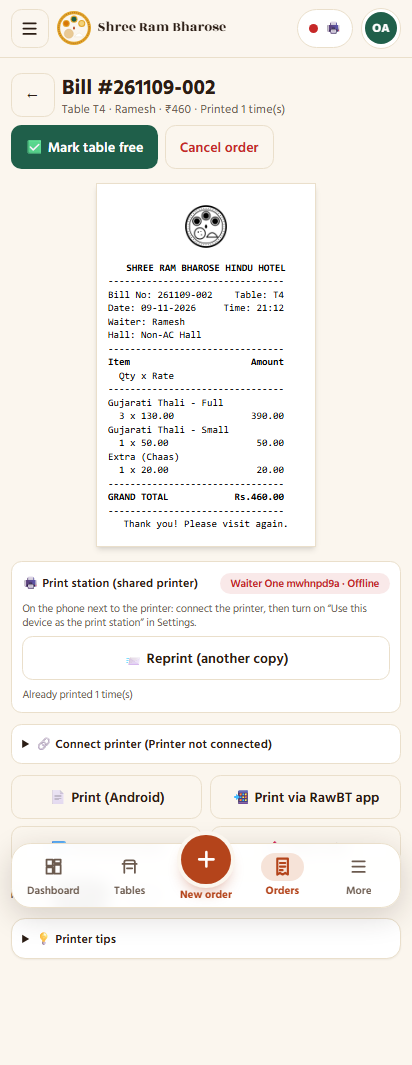 Shree Ram Bharose
OA
← Bill #261109-002
Table T4 · Ramesh · ₹460 · Printed 1 time(s)
✅ Mark table free
Cancel order
SHREE RAM BHAROSE HINDU HOTEL
--------------------------------
Bill No: 261109-002 Table: T4
Date: 09-11-2026 Time: 21:12
Waiter: Ramesh
Hall: Non-AC Hall
--------------------------------
Item Amount
Qty x Rate
--------------------------------
Gujarati Thali - Full
3 x 130.00 390.00
Gujarati Thali - Small
1 x 50.00 50.00
Extra (Chaas)
1 x 20.00 20.00
--------------------------------
GRAND TOTAL Rs.460.00
--------------------------------
Thank you! Please visit again.
Print station (shared printer)
Waiter One mwhnpd9a · Offline
On the phone next to the printer: connect the printer, then turn on “Use this
device as the print station” in Settings.
Reprint (another copy)
Already printed 1 time(s)
Connect printer (Printer not connected)
Print (Android)
Print via RawBT app
Dashboard
Tables
New order
Orders
More
Printer tips